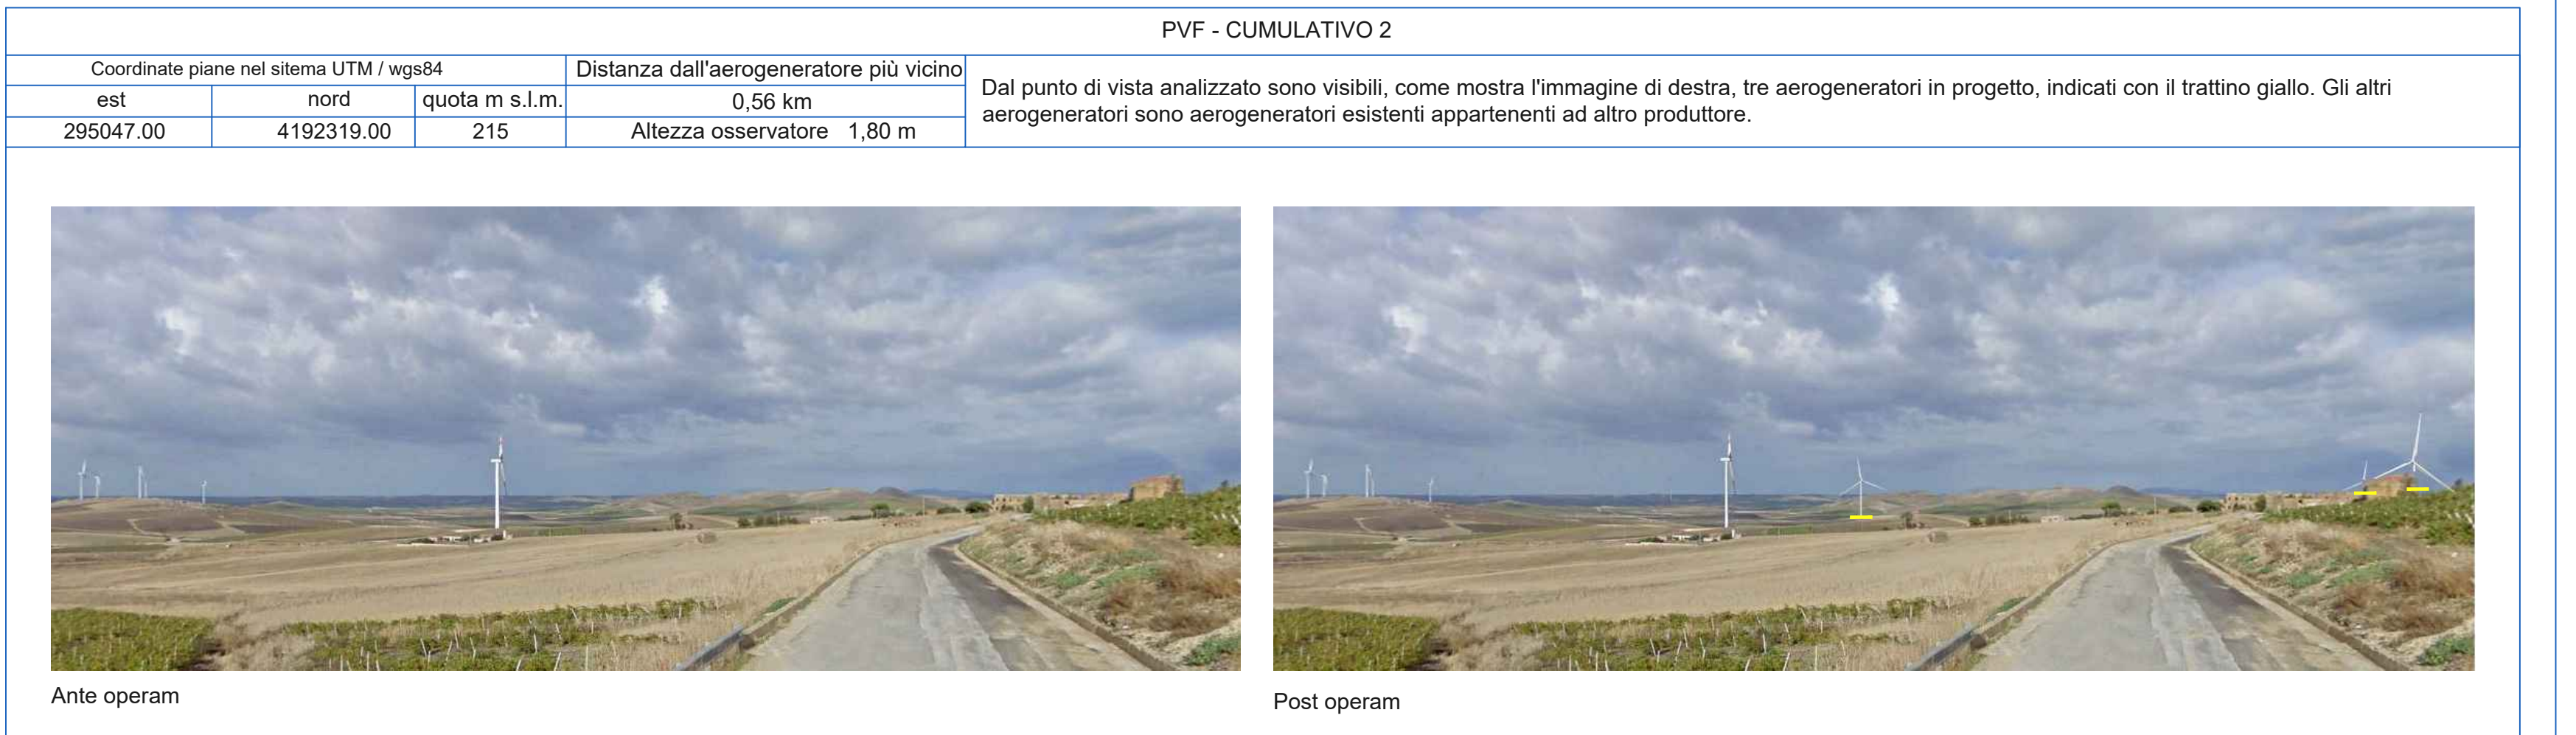 PVF - CUMULATIVO 2
Coordinate piane nel sitema UTM / wgs84
Distanza dall'aerogeneratore più vicino
est nord quota m s.l.m. 0,56 km
295047.00 4192319.00 215 Altezza osservatore 1,80 m
Dal punto di vista analizzato sono visibili, come mostra l'immagine di destra, tre aerogeneratori in progetto, indicati con il trattino giallo. Gli altri
aerogeneratori sono aerogeneratori esistenti appartenenti ad altro produttore.
Ante operam
Post operam